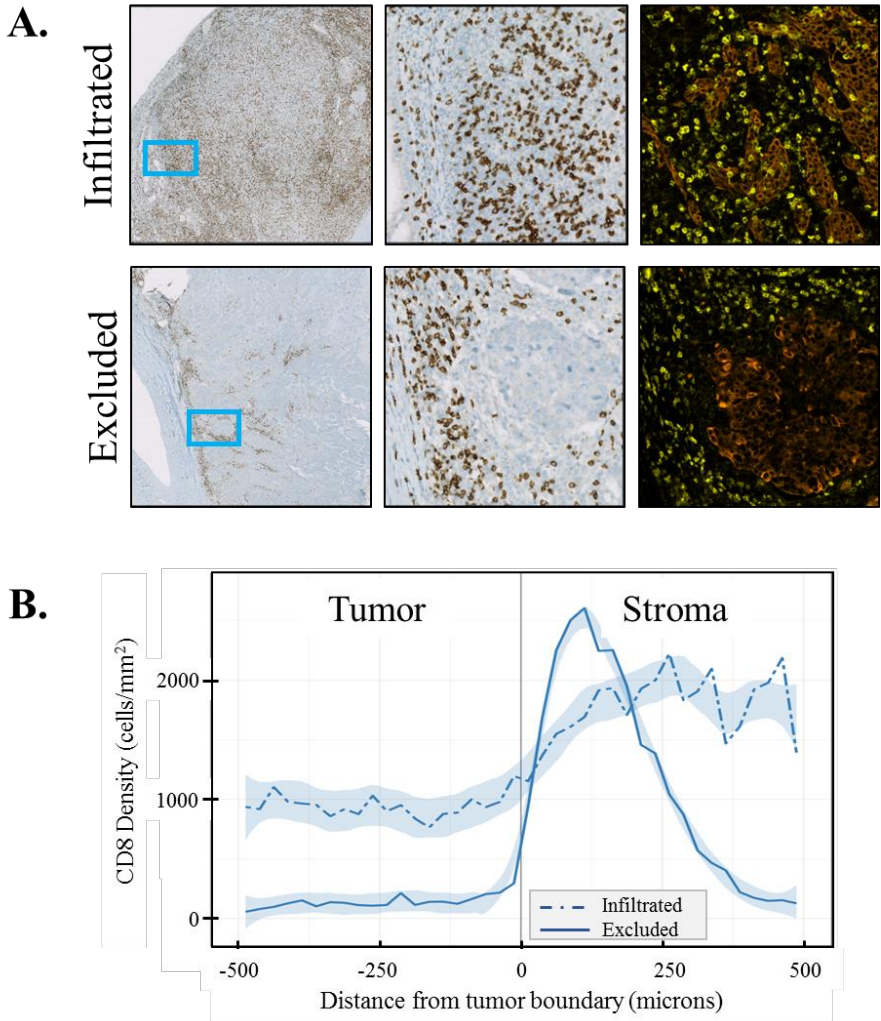 A.
Infiltrated
Excluded
B.
Tumor
Stroma
CD8 Density (cells/mm²)
2000
1000
0
Infiltrated
Excluded
-500
-250
0
250
500
Distance from tumor boundary (microns)